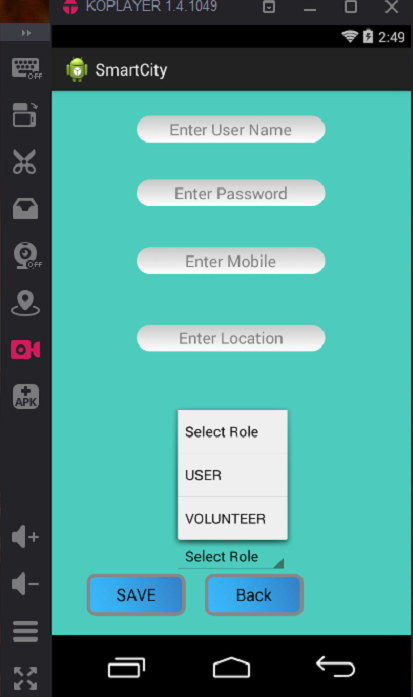 KOPLAYER 1.4.1049
2:49
SmartCity
OFF
Enter User Name
Enter Password
Enter Mobile
OFF
Enter Location
APK
Select Role
USER
VOLUNTEER
Select Role
SAVE
Back